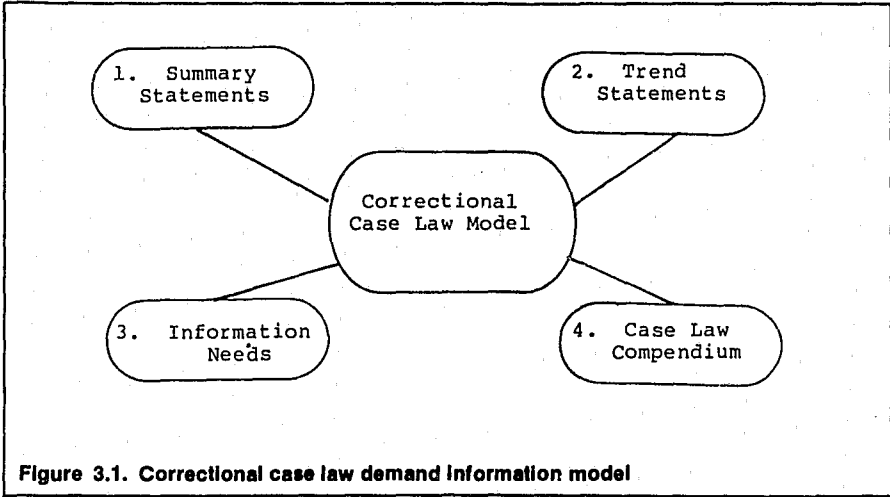 1. Summary
Statements
2. Trend
Statements
Correctional
Case Law Model
3. Information
Needs
4. Case Law
Compendium
Figure 3.1. Correctional case law demand information model